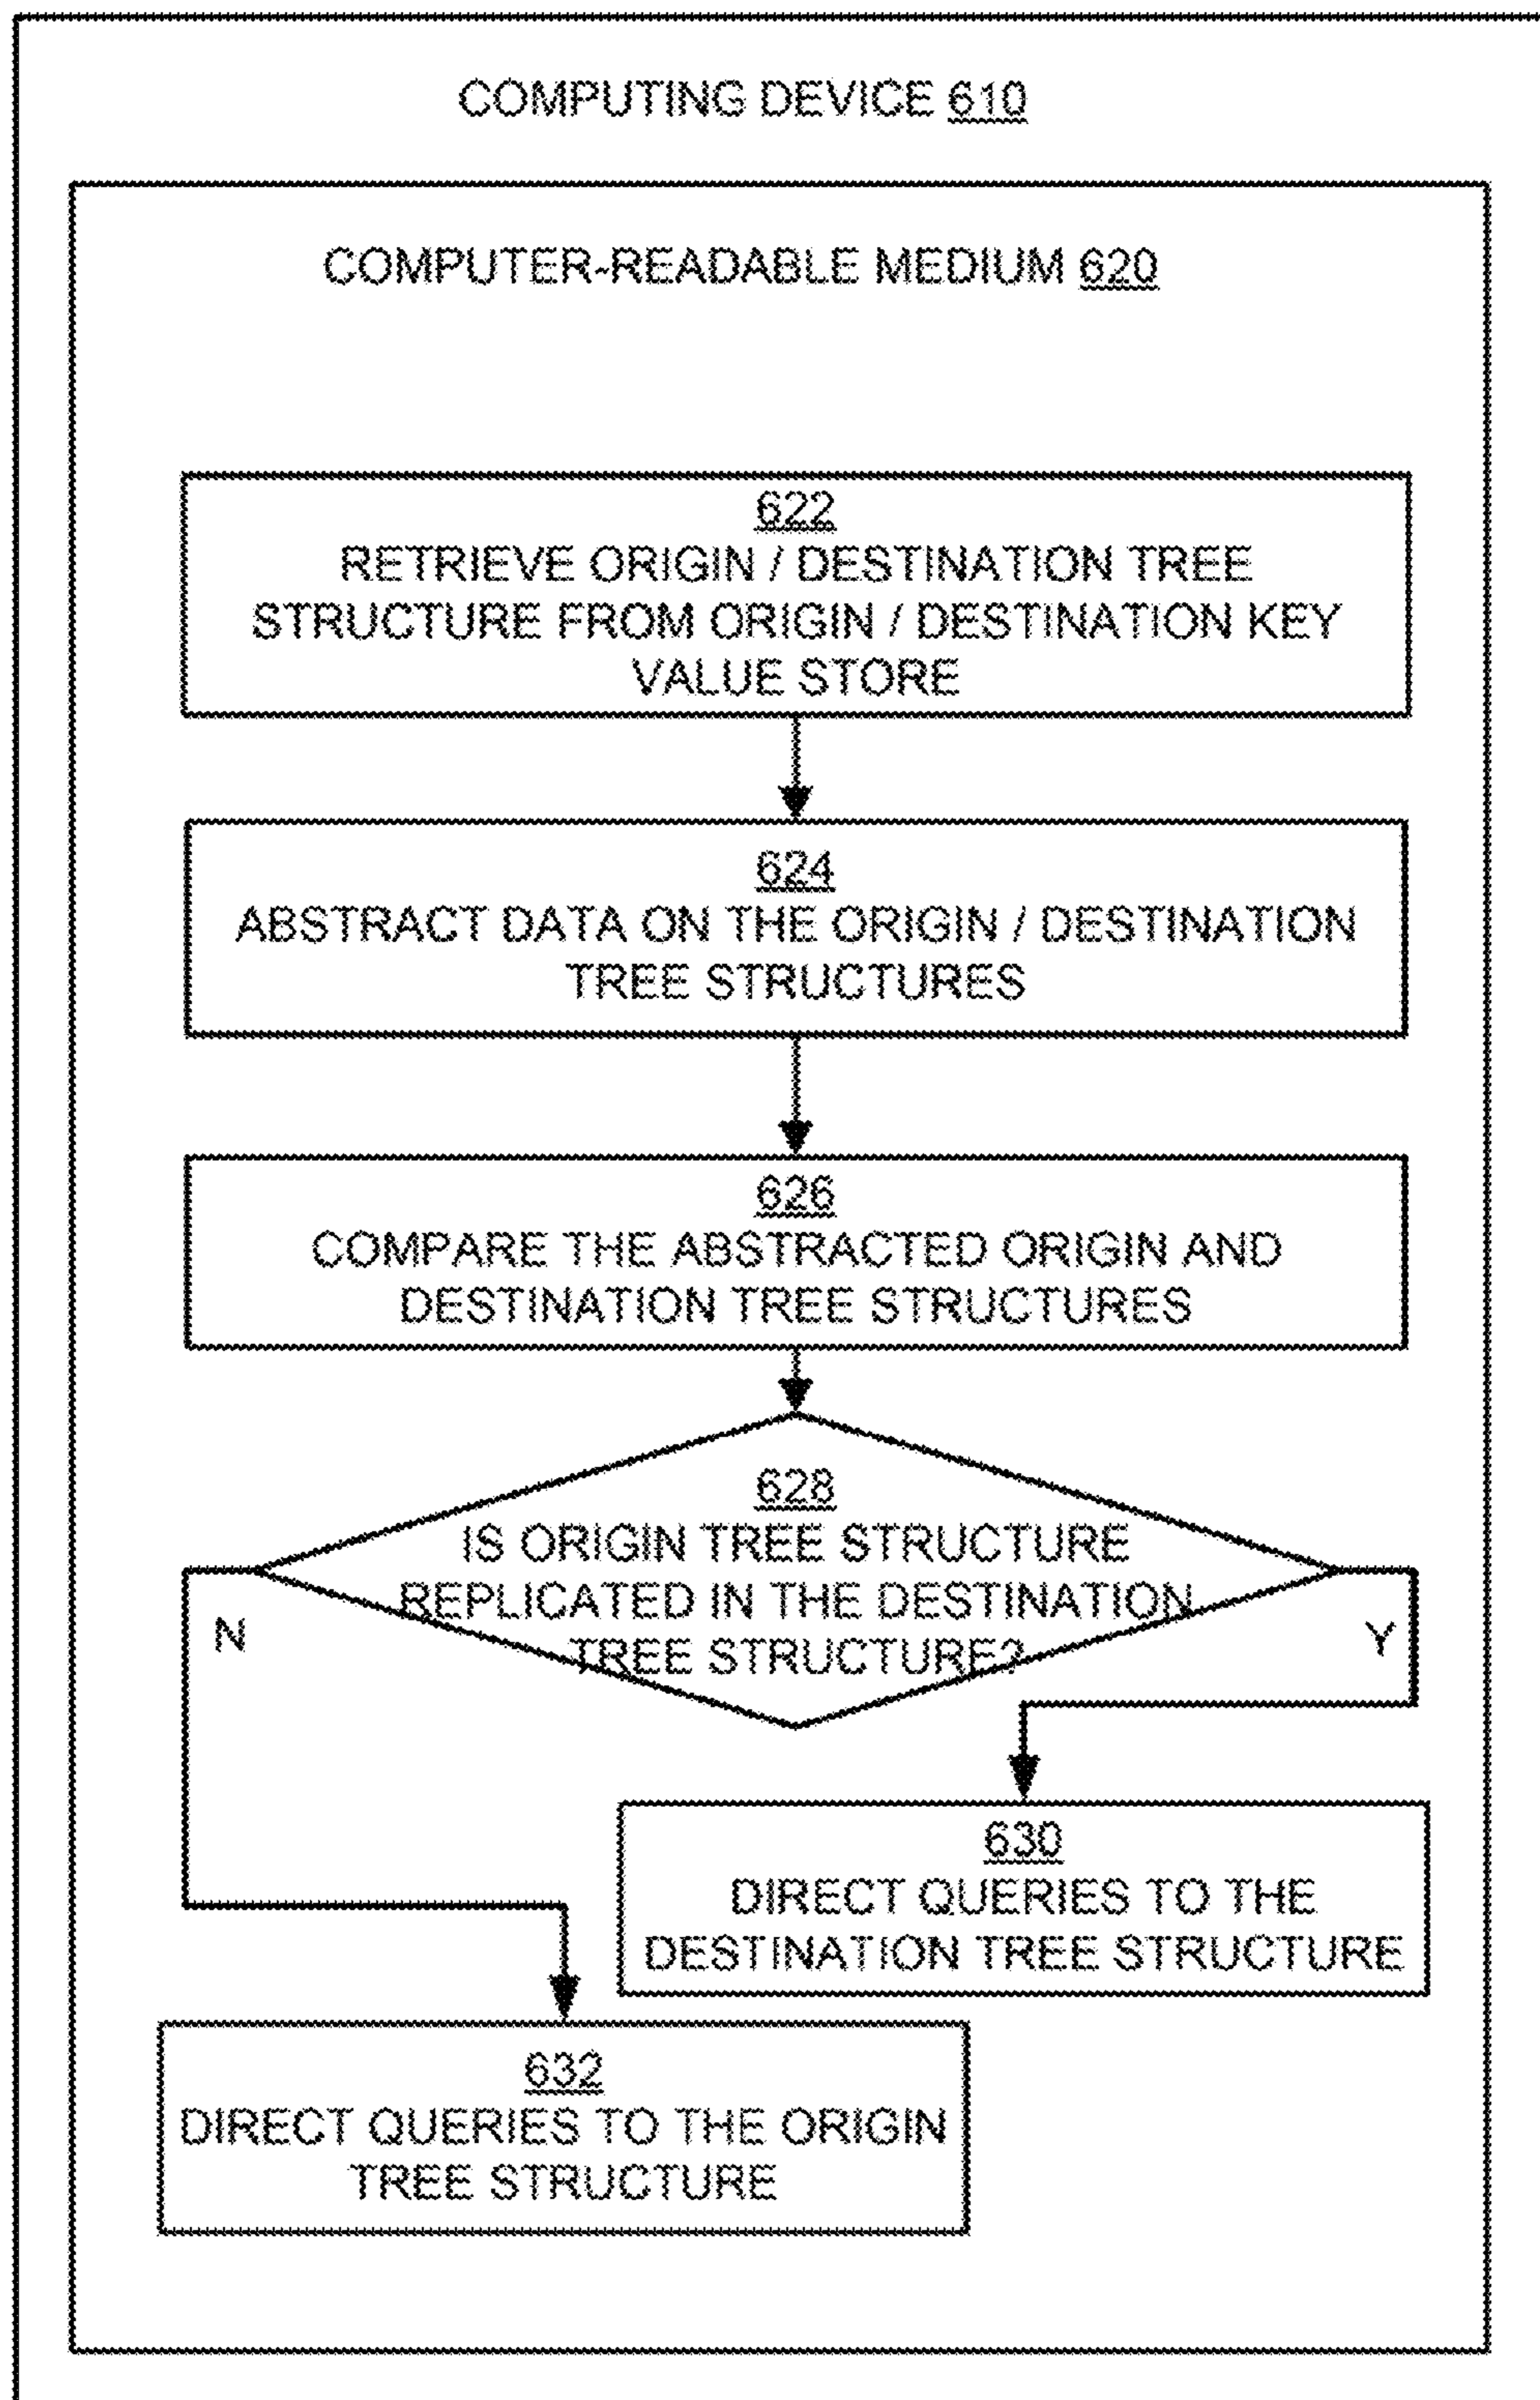 COMPUTING DEVICE 610
COMPUTER-READABLE MEDIUM 620
622
RETRIEVE ORIGIN / DESTINATION TREE
STRUCTURE FROM ORIGIN / DESTINATION KEY
VALUE STORE
624
ABSTRACT DATA ON THE ORIGIN / DESTINATION
TREE STRUCTURES
626
COMPARE THE ABSTRACTED ORIGIN AND
DESTINATION TREE STRUCTURES
628
IS ORIGIN TREE STRUCTURE
REPLICATED IN THE DESTINATION
TREE STRUCTURE?
N
Y
630
DIRECT QUERIES TO THE
DESTINATION TREE STRUCTURE
632
DIRECT QUERIES TO THE ORIGIN
TREE STRUCTURE